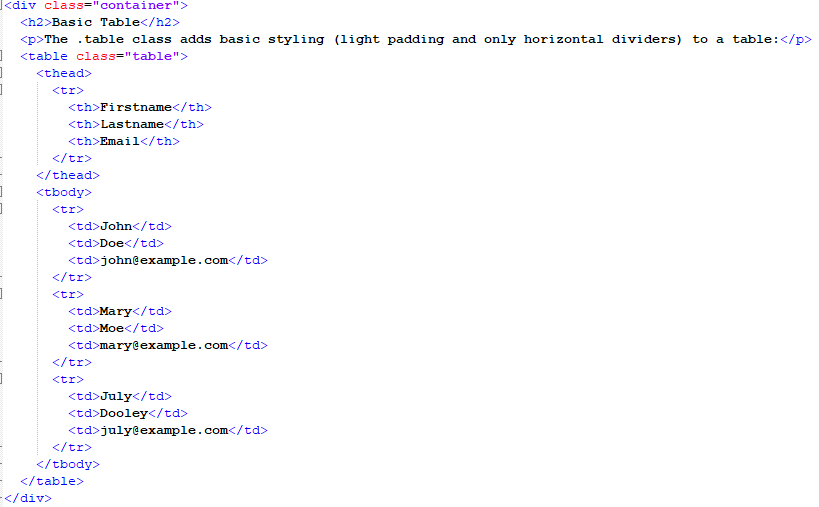 <div class="container">
<h2>Basic Table</h2>
<p>The .table class adds basic styling (light padding and only horizontal dividers) to a table:</p>
<table class="table">
<thead>
<tr>
<th>Firstname</th>
<th>Lastname</th>
<th>Email</th>
</tr>
</thead>
<tbody>
<tr>
<td>John</td>
<td>Doe</td>
<td>john@example.com</td>
</tr>
<tr>
<td>Mary</td>
<td>Moe</td>
<td>mary@example.com</td>
</tr>
<tr>
<td>July</td>
<td>Dooley</td>
<td>july@example.com</td>
</tr>
</tbody>
</table>
</div>